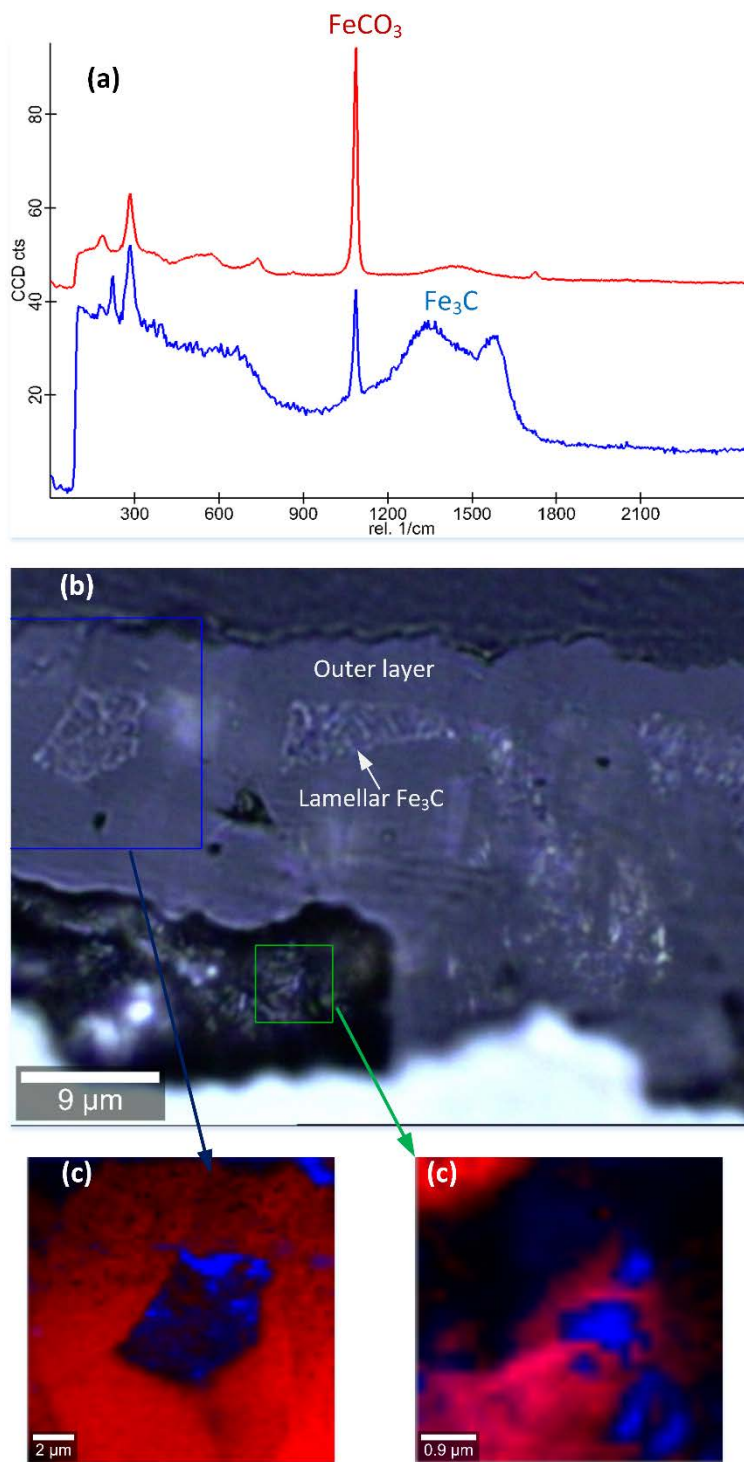 FeCO₃
(a)
80
60
CCD cts
40
Fe₃C
20
300 600 900 1200 1500 1800 2100
rel. 1/cm
(b)
Outer layer
Lamellar Fe₃C
9 µm
(c) (c)
2 µm 0.9 µm